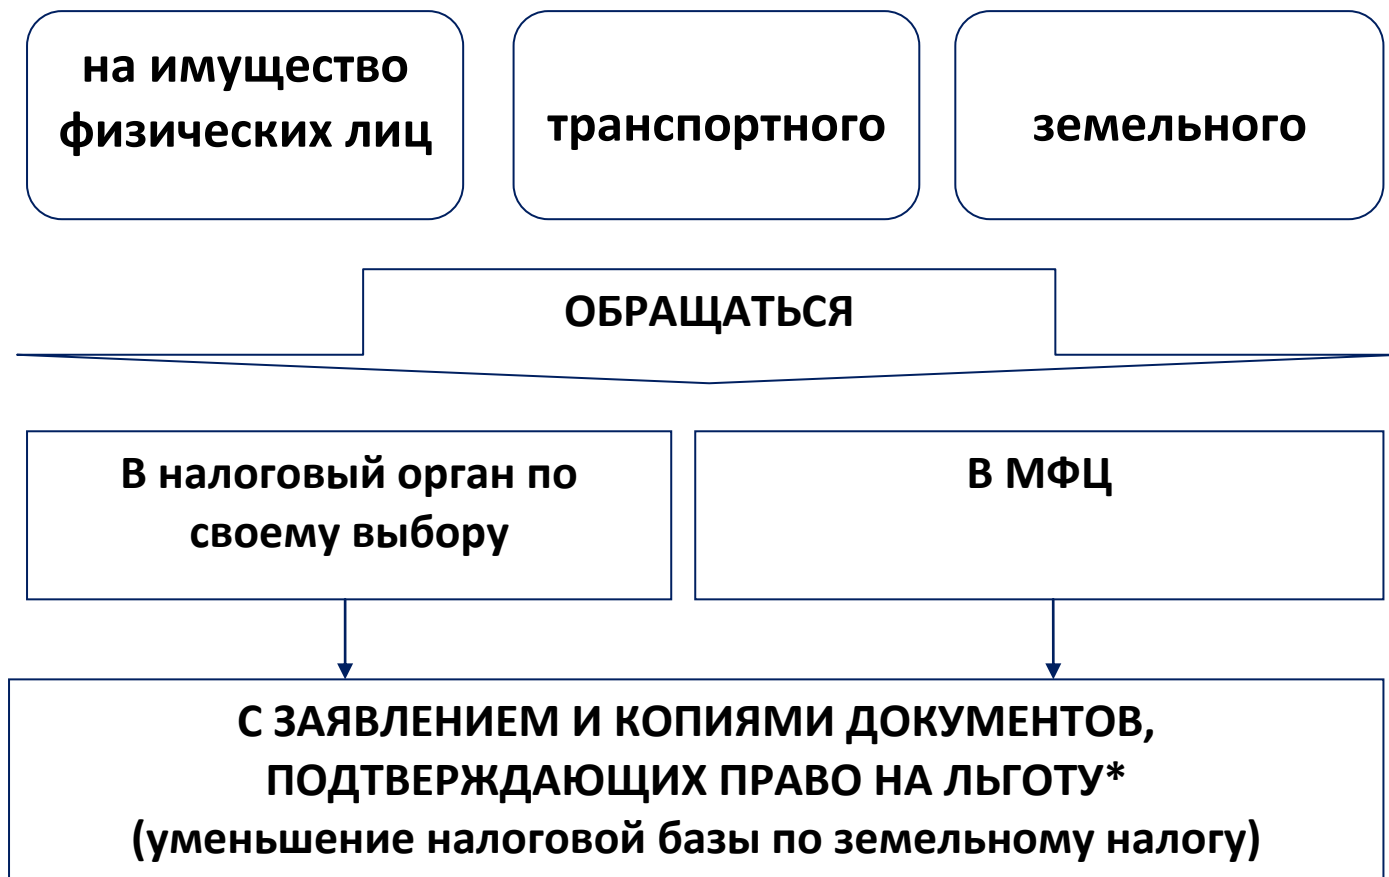 на имущество
физических лиц
транспортного
земельного
ОБРАЩАТЬСЯ
В налоговый орган по
своему выбору
В МФЦ
С ЗАЯВЛЕНИЕМ И КОПИЯМИ ДОКУМЕНТОВ,
ПОДТВЕРЖДАЮЩИХ ПРАВО НА ЛЬГОТУ*
(уменьшение налоговой базы по земельному налогу)